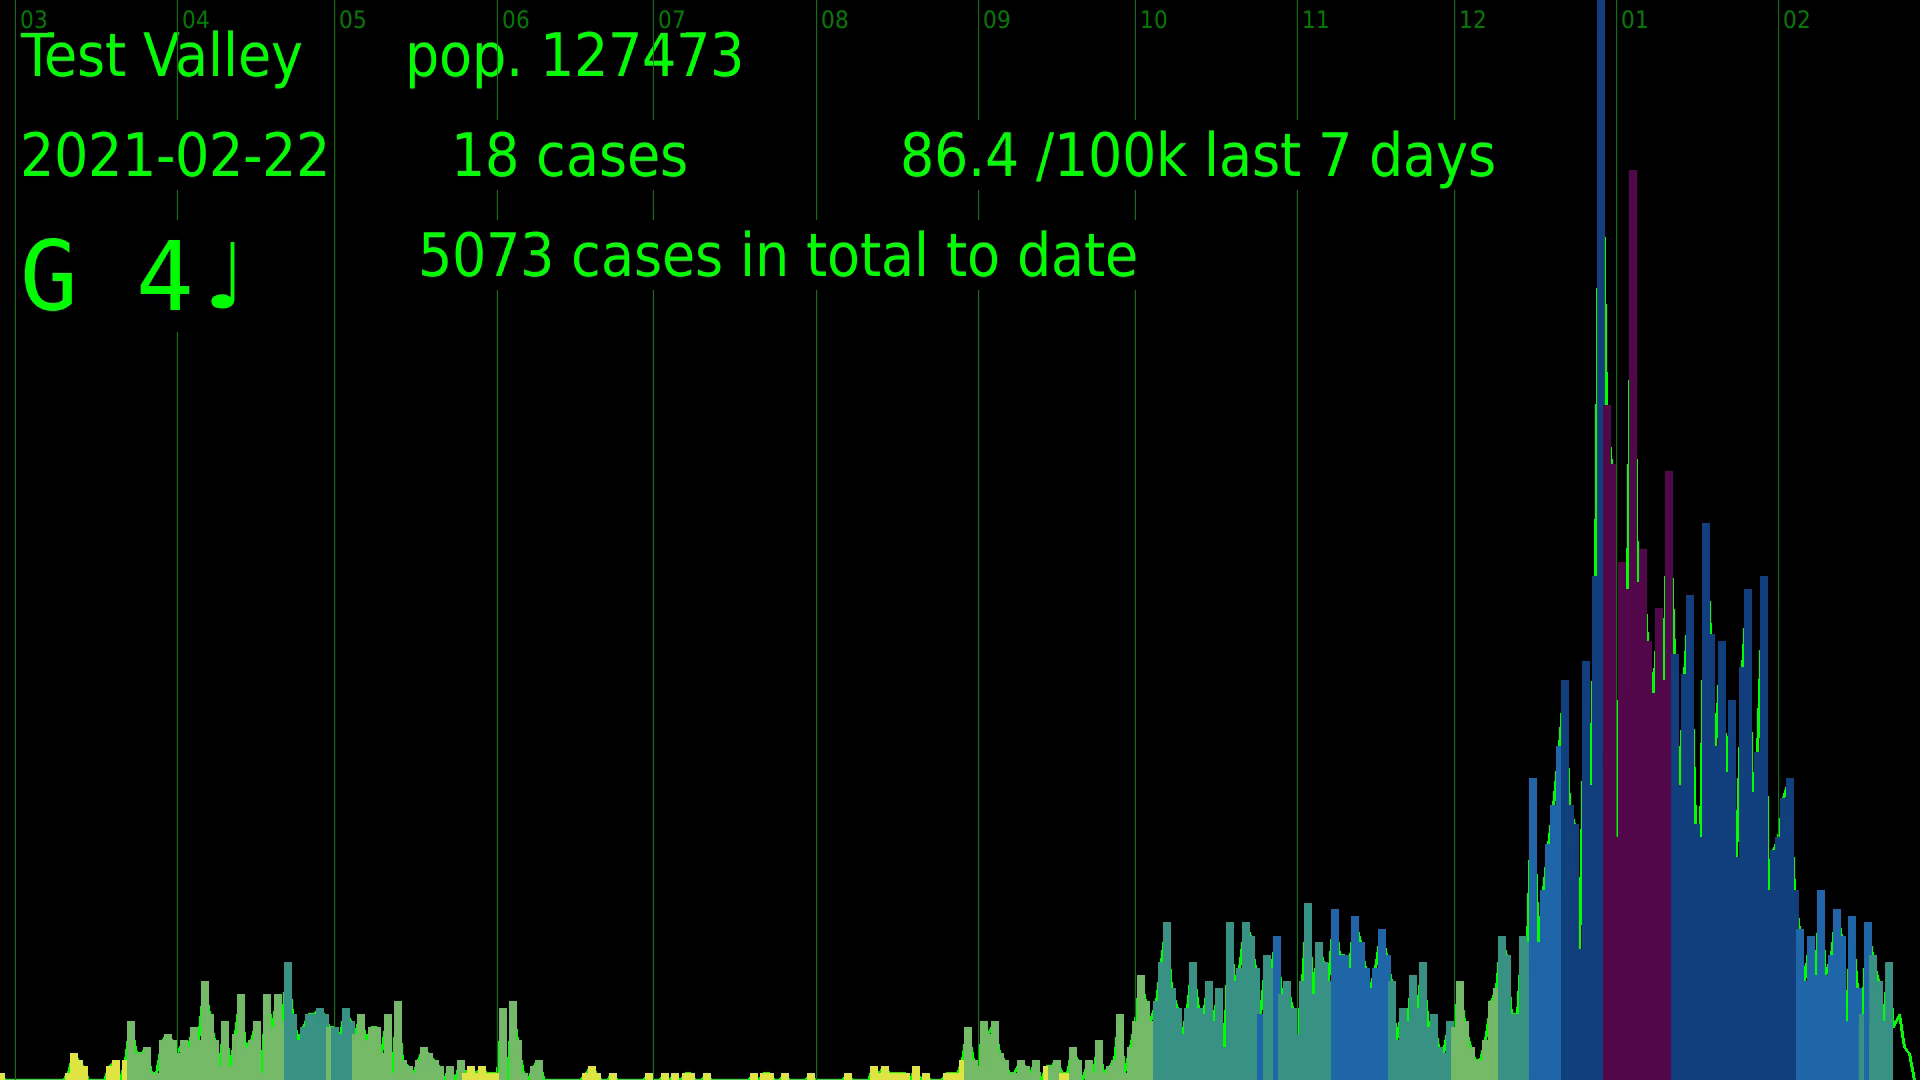 03 04 05 06 07 08 09 10 11 12 01 02
Test Valley pop. 127473
2021-02-22 18 cases 86.4 /100k last 7 days
G 4♩ 5073 cases in total to date